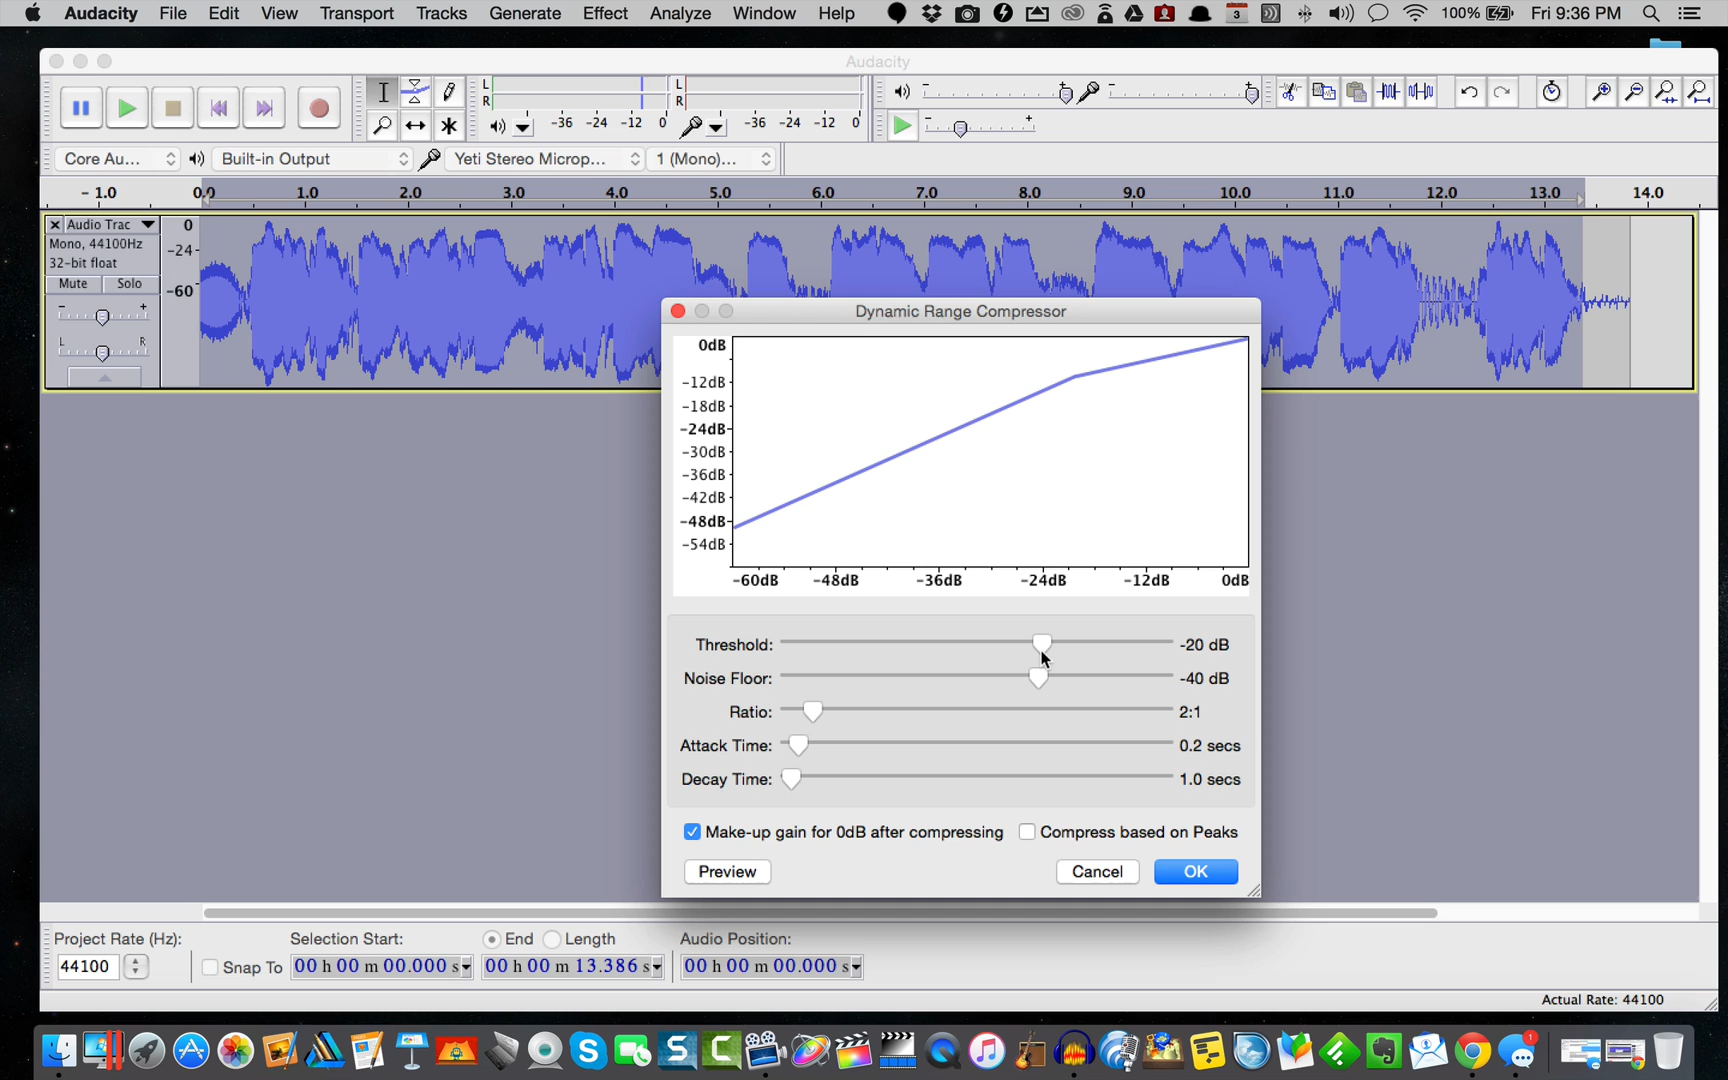 Audacity File Edit View Transport Tracks Generate Effect Analyze Window Help 3 100% Fri 9:36 PM
Audacity
L L
R R
-36 -24 -12 0 -36 -24 -12 0
Core Au... Built-in Output Yeti Stereo Microp... 1 (Mono)...
- 1.0 0.0 1.0 2.0 3.0 4.0 5.0 6.0 7.0 8.0 9.0 10.0 11.0 12.0 13.0 14.0
Audio Trac 0
Mono, 44100Hz -24
32-bit float
Mute Solo -60
- +
L R
Dynamic Range Compressor
0dB
-12dB
-18dB
-24dB
-30dB
-36dB
-42dB
-48dB
-54dB
-60dB -48dB -36dB -24dB -12dB 0dB
Threshold: -20 dB
Noise Floor: -40 dB
Ratio: 2:1
Attack Time: 0.2 secs
Decay Time: 1.0 secs
Make-up gain for 0dB after compressing Compress based on Peaks
Preview Cancel OK
Project Rate (Hz): Selection Start: End Length Audio Position:
44100 Snap To 00 h 00 m 00.000 s 00 h 00 m 13.386 s 00 h 00 m 00.000 s
Actual Rate: 44100
S C 1